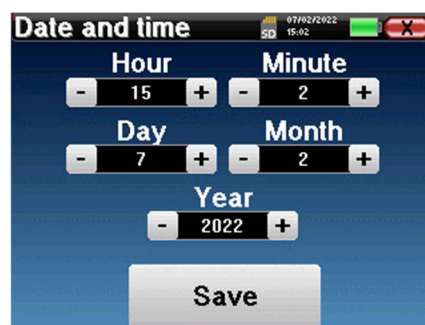 Date and time SD 07/02/2022 X
15:02
Hour Minute
- 15 + - 2 +
Day Month
- 7 + - 2 +
Year
- 2022 +
Save